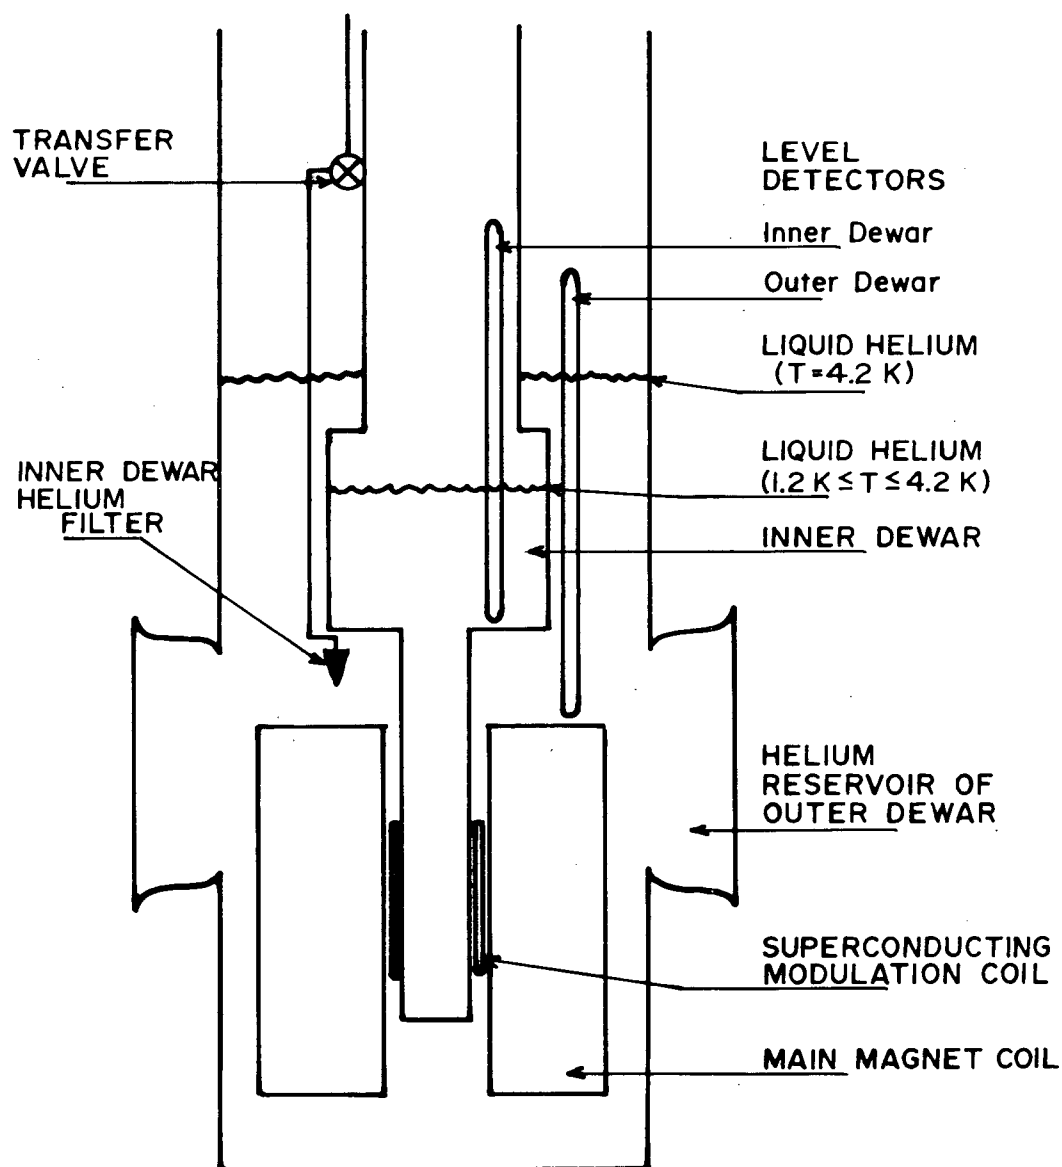 TRANSFER
VALVE
LEVEL
DETECTORS
Inner Dewar
Outer Dewar
LIQUID HELIUM
(T=4.2 K)
INNER DEWAR
HELIUM
FILTER
LIQUID HELIUM
(1.2 K ≤ T ≤ 4.2 K)
INNER DEWAR
HELIUM
RESERVOIR OF
OUTER DEWAR
SUPERCONDUCTING
MODULATION COIL
MAIN MAGNET COIL